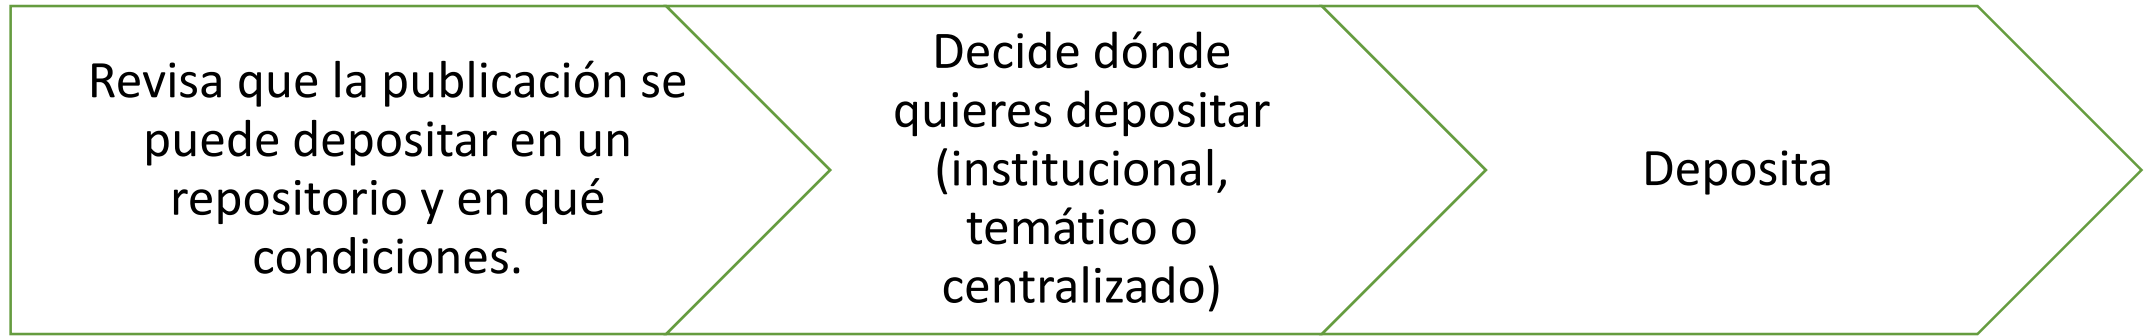 Revisa que la publicación se
puede depositar en un
repositorio y en qué
condiciones.
Decide dónde
quieres depositar
(institucional,
temático o
centralizado)
Deposita